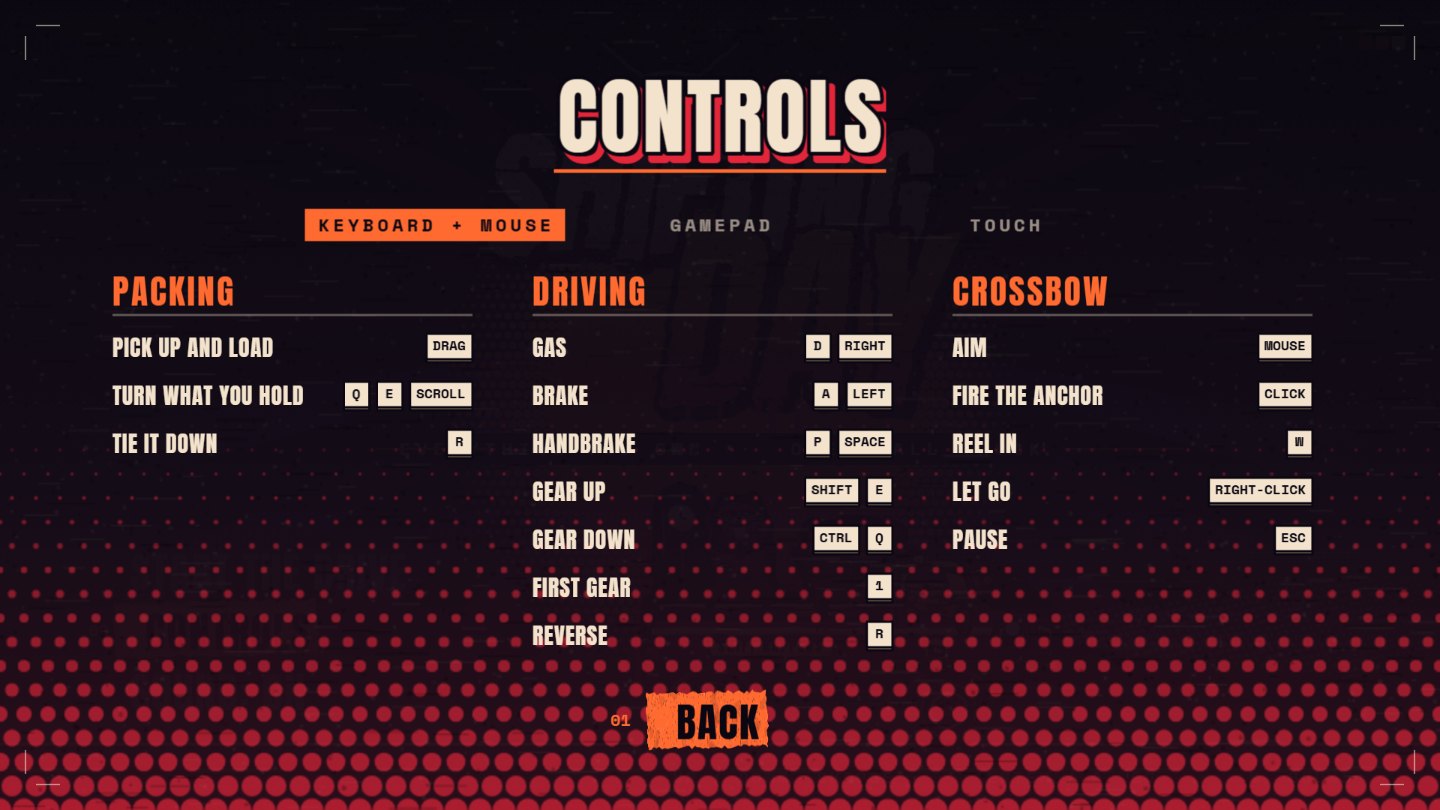 CONTROLS
KEYBOARD + MOUSE GAMEPAD TOUCH
PACKING
PICK UP AND LOAD DRAG
TURN WHAT YOU HOLD Q E SCROLL
TIE IT DOWN R
DRIVING
GAS D RIGHT
BRAKE A LEFT
HANDBRAKE P SPACE
GEAR UP SHIFT E
GEAR DOWN CTRL Q
FIRST GEAR 1
REVERSE R
CROSSBOW
AIM MOUSE
FIRE THE ANCHOR CLICK
REEL IN W
LET GO RIGHT-CLICK
PAUSE ESC
01 BACK